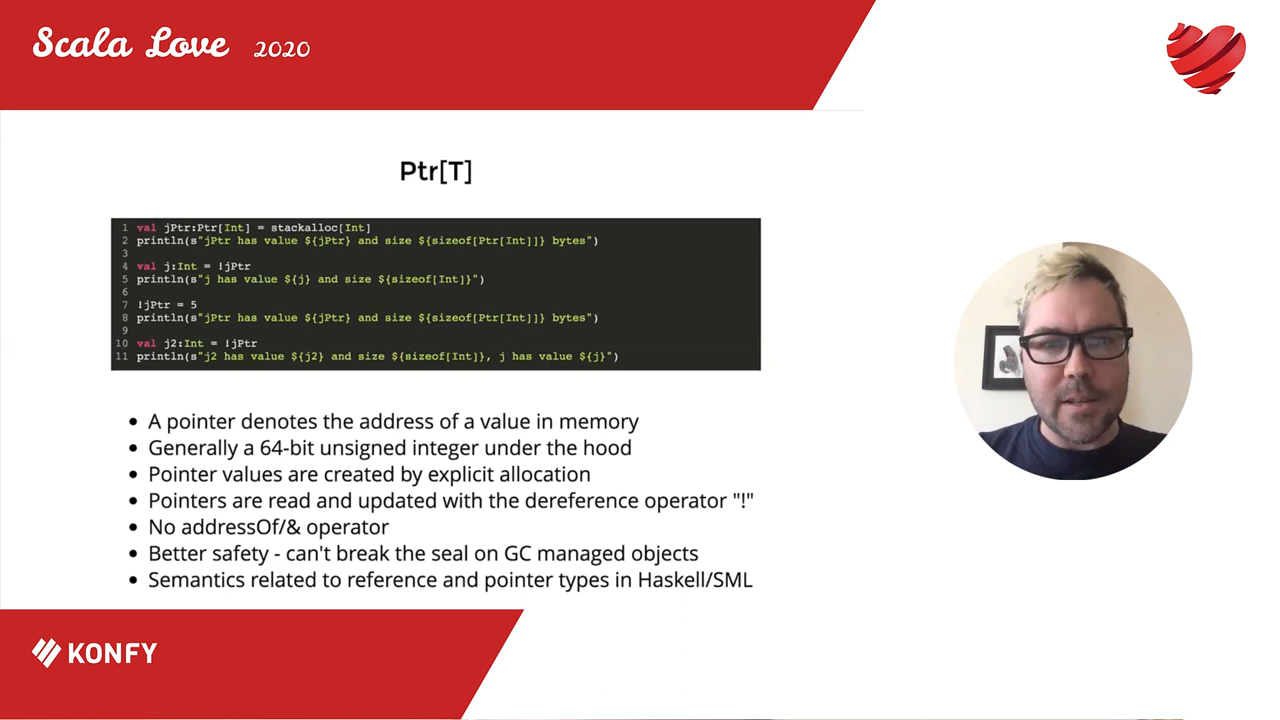 Scala Love 2020
Ptr[T]
1 val jPtr:Ptr[Int] = stackalloc[Int]
2 println(s"jPtr has value ${jPtr} and size ${sizeof[Ptr[Int]]} bytes")
3
4 val j:Int = !jPtr
5 println(s"j has value ${j} and size ${sizeof[Int]}")
6
7 !jPtr = 5
8 println(s"jPtr has value ${jPtr} and size ${sizeof[Ptr[Int]]} bytes")
9
10 val j2:Int = !jPtr
11 println(s"j2 has value ${j2} and size ${sizeof[Int]}, j has value ${j}")
• A pointer denotes the address of a value in memory
• Generally a 64-bit unsigned integer under the hood
• Pointer values are created by explicit allocation
• Pointers are read and updated with the dereference operator "!"
• No addressOf/& operator
• Better safety - can't break the seal on GC managed objects
• Semantics related to reference and pointer types in Haskell/SML
KONFY